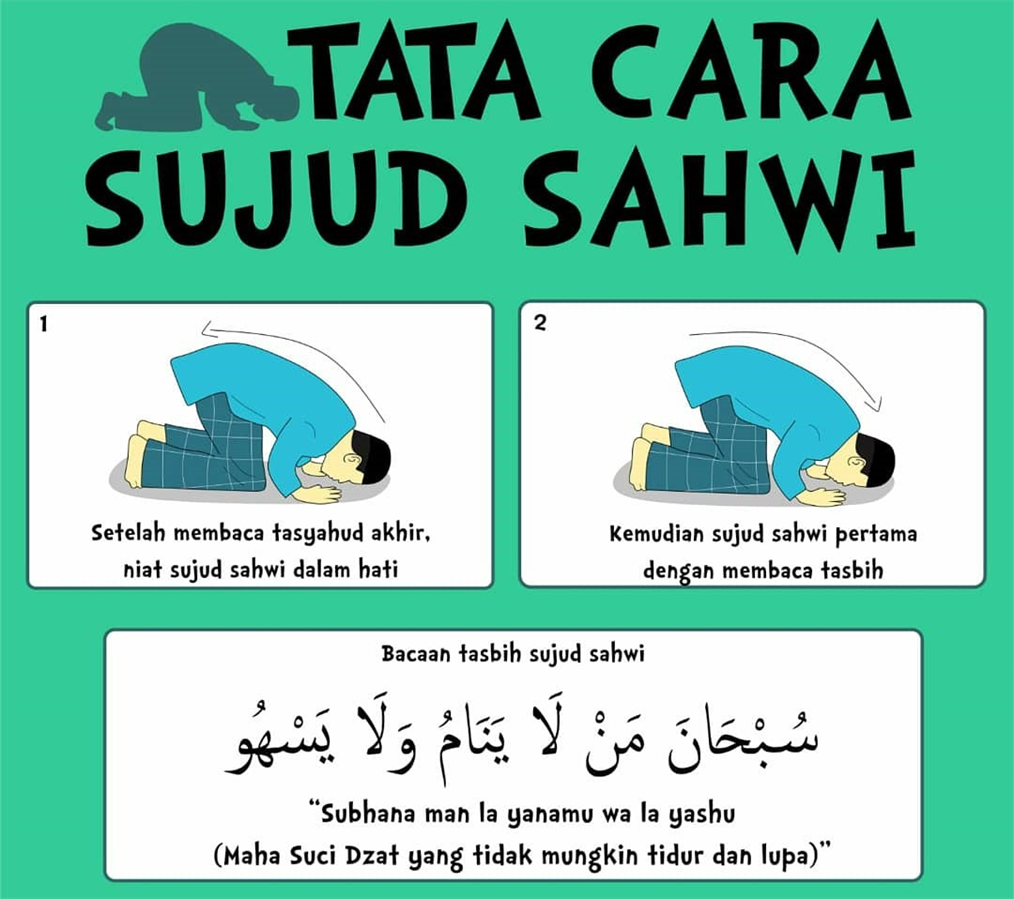 TATA CARA
SUJUD SAHWI
1
Setelah membaca tasyahud akhir,
niat sujud sahwi dalam hati
2
Kemudian sujud sahwi pertama
dengan membaca tasbih
Bacaan tasbih sujud sahwi
سُبْحَانَ مَنْ لَا يَنَامُ وَلَا يَسْهُو
“Subhana man la yanamu wa la yashu
(Maha Suci Dzat yang tidak mungkin tidur dan lupa)”